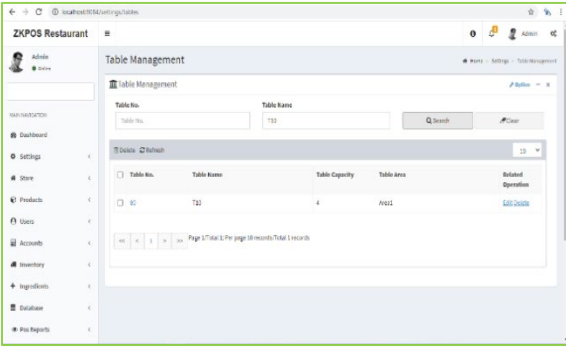 localhost:8084/settings/tables
ZKPOS Restaurant
0
Admin
Admin
Online
Table Management
Home > Settings > Table Management
Table Management
Option
Table No.
Table Name
Table No.
T10
Search
Clear
MAIN NAVIGATION
Dashboard
Settings
Store
Products
Users
Accounts
Inventory
Ingredients
Database
Pos Reports
Delete Refresh
10
Table No. Table Name Table Capacity Table Area Related Operation
T10 4 Area1 Edit Delete
<< < 1 > >> Page 1/Total 1/ Per page 10 records/Total 1 records